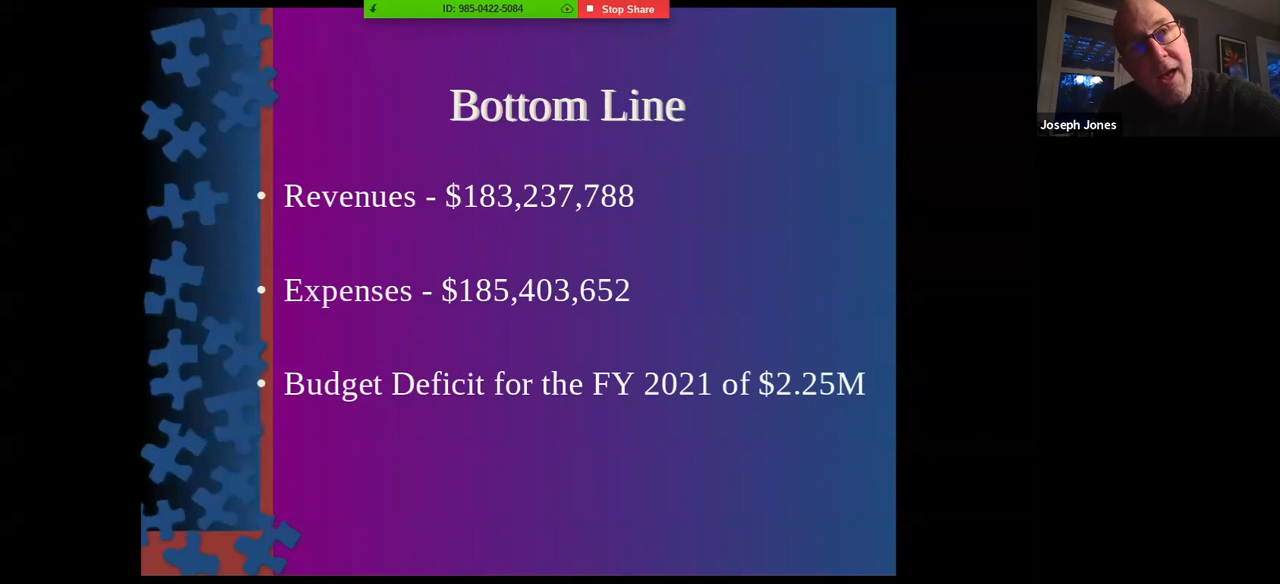 ID: 985-0422-5084
Stop Share
Bottom Line
Joseph Jones
• Revenues - $183,237,788
• Expenses - $185,403,652
• Budget Deficit for the FY 2021 of $2.25M